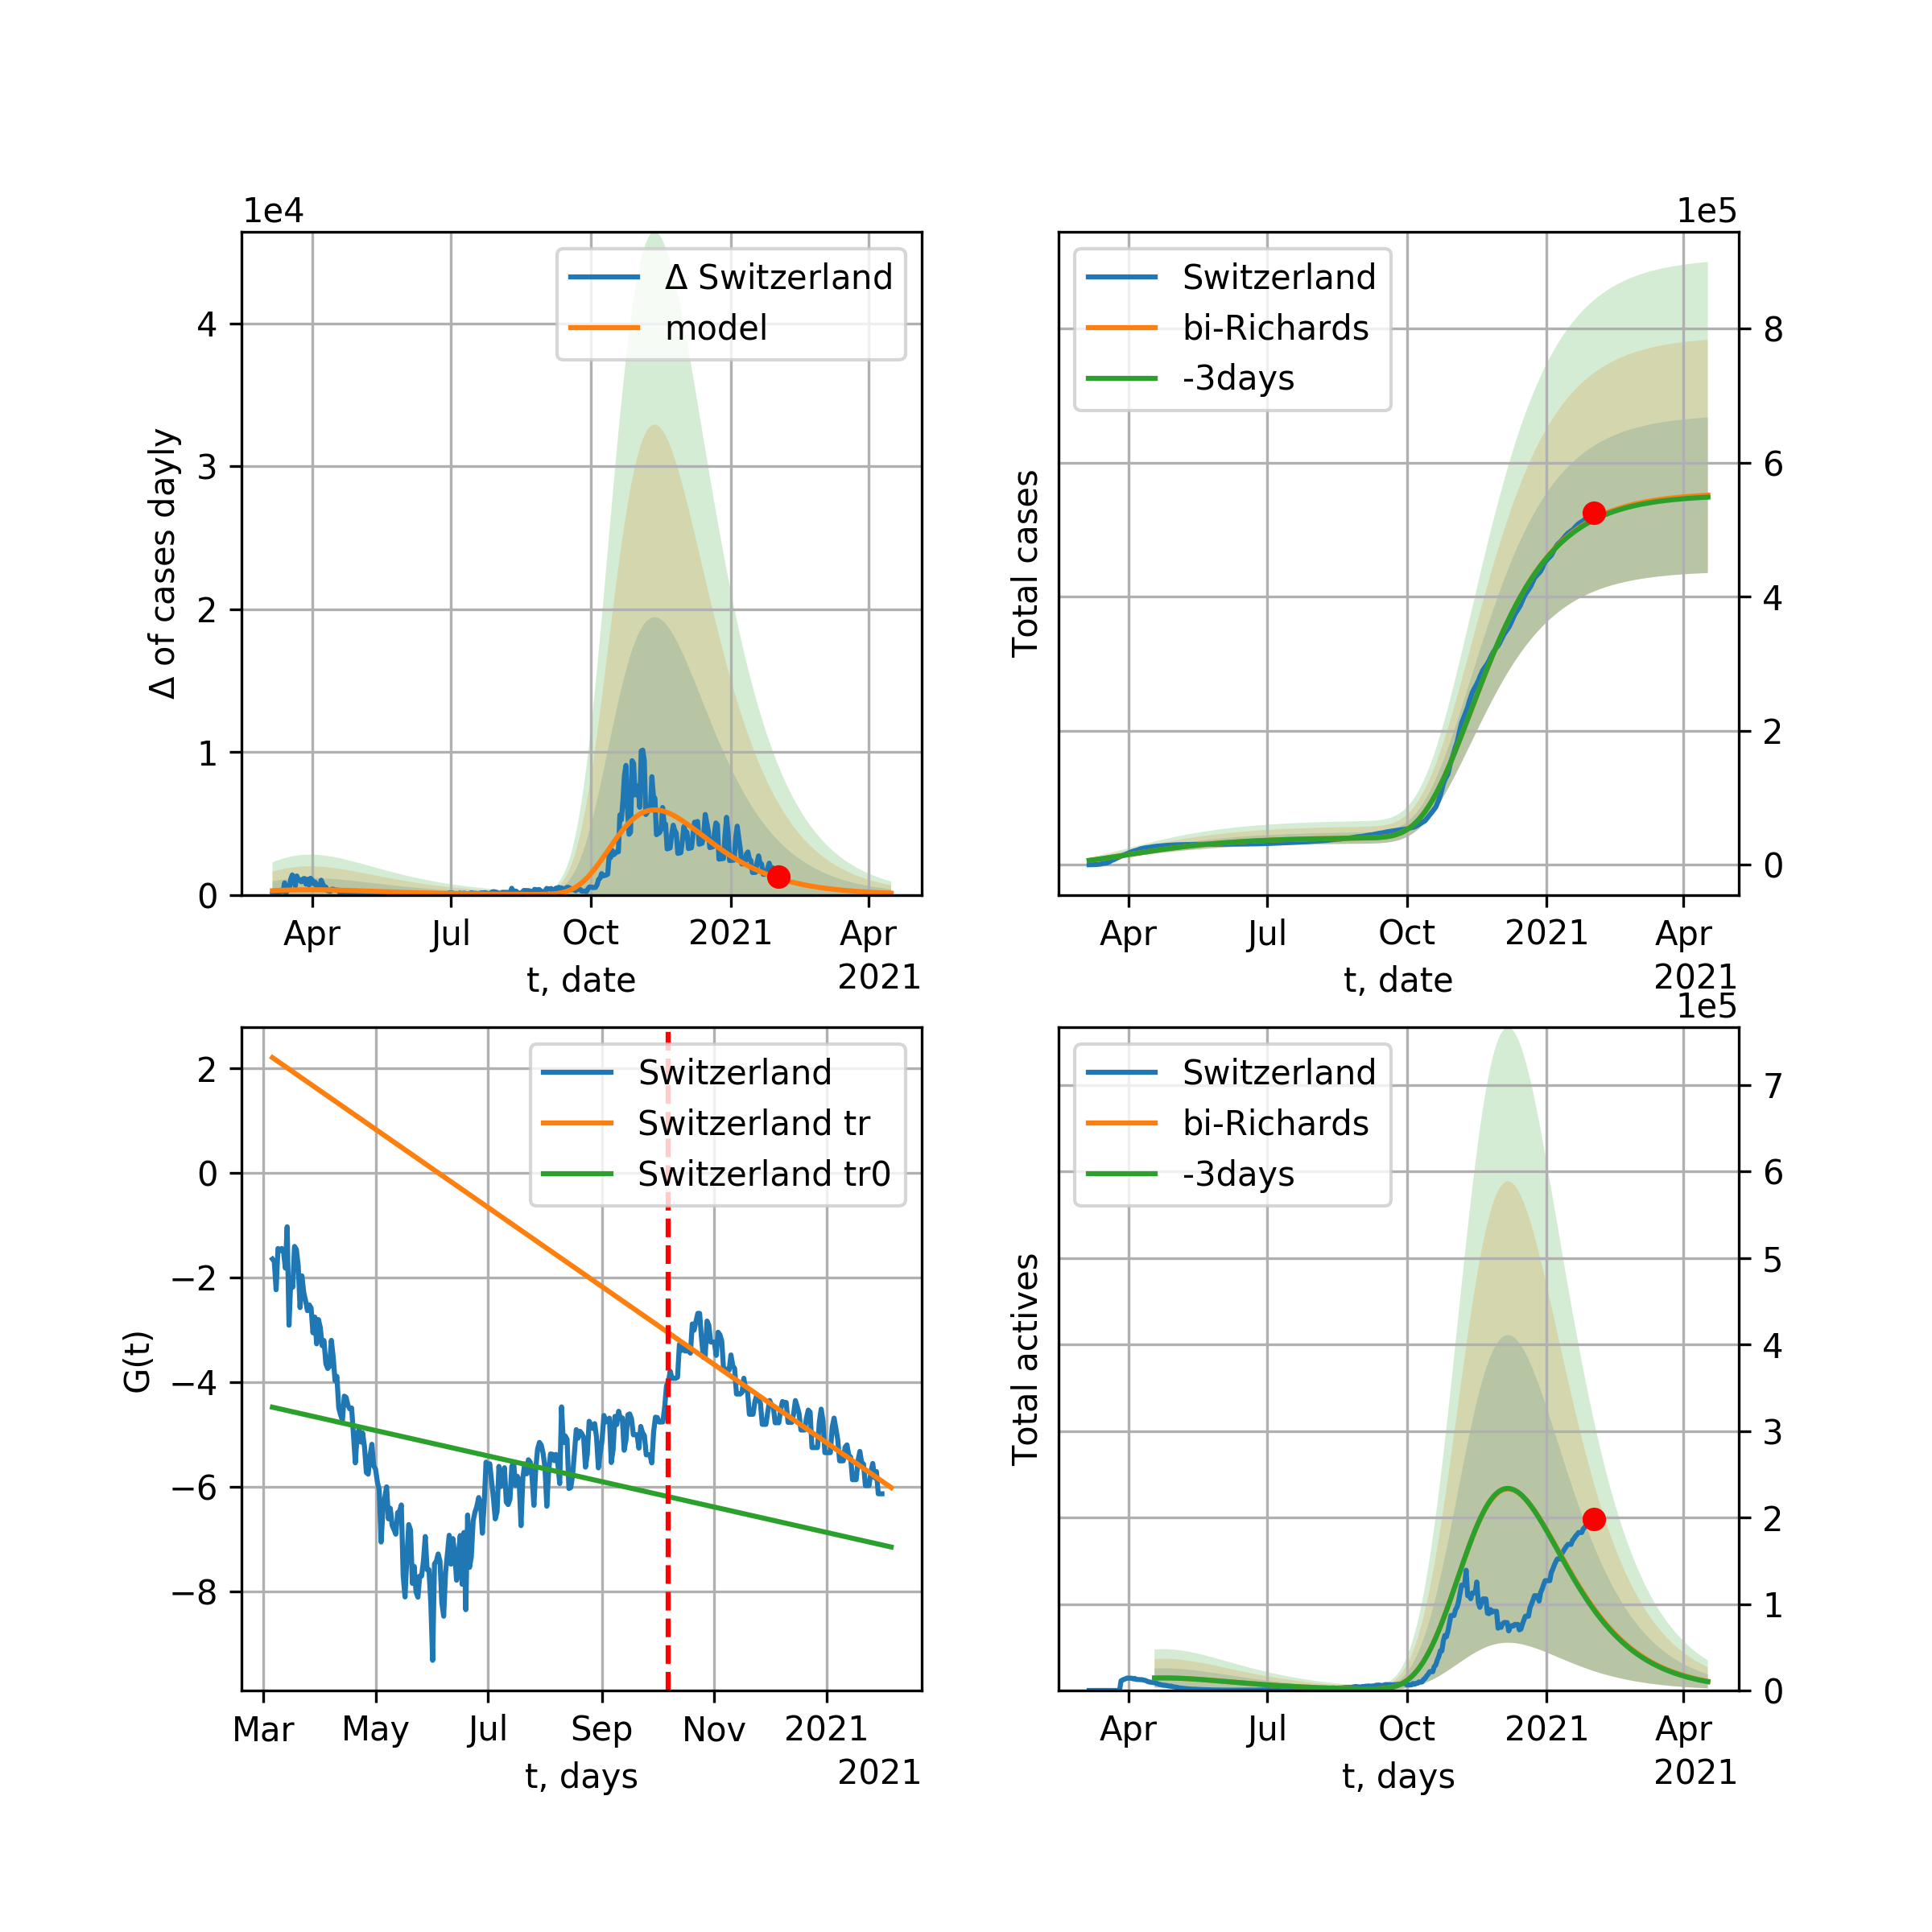 1e4
Δ Switzerland
model
4
3
2
1
0
Δ of cases dayly
Apr
Jul
Oct
2021
Apr
t, date
2021
1e5
Switzerland
bi-Richards
-3days
8
6
4
2
0
Total cases
Apr
Jul
Oct
2021
Apr
t, date
2021
Switzerland
Switzerland tr
Switzerland tr0
2
0
−2
−4
−6
−8
G(t)
Mar
May
Jul
Sep
Nov
2021
t, days
2021
1e5
Switzerland
bi-Richards
-3days
7
6
5
4
3
2
1
0
Total actives
Apr
Jul
Oct
2021
Apr
t, days
2021